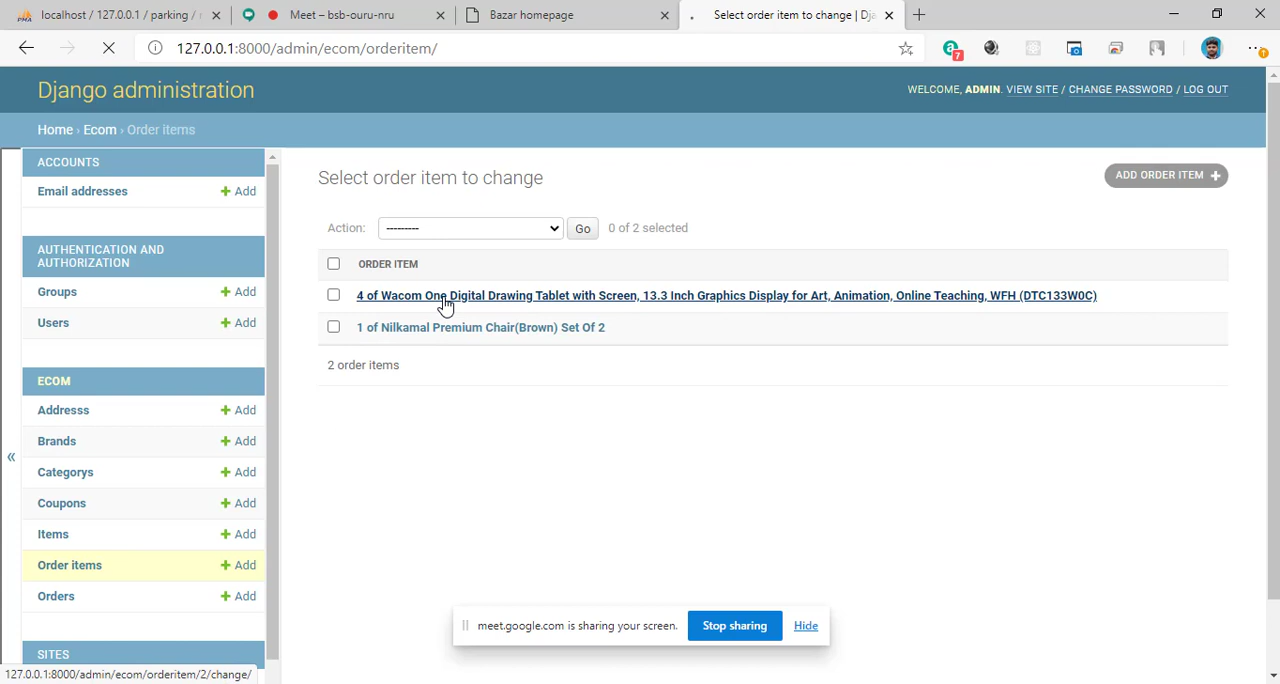 localhost / 127.0.0.1 / parking / r
Meet – bsb-ouru-nru
Bazar homepage
Select order item to change | Dja
127.0.0.1:8000/admin/ecom/orderitem/
7
Django administration
WELCOME, ADMIN. VIEW SITE / CHANGE PASSWORD / LOG OUT
Home › Ecom › Order items
ACCOUNTS
Email addresses + Add
AUTHENTICATION AND
AUTHORIZATION
Groups + Add
Users + Add
ECOM
Addresss + Add
Brands + Add
Categorys + Add
Coupons + Add
Items + Add
Order items + Add
Orders + Add
SITES
Select order item to change
ADD ORDER ITEM +
Action: --------- Go 0 of 2 selected
ORDER ITEM
4 of Wacom One Digital Drawing Tablet with Screen, 13.3 Inch Graphics Display for Art, Animation, Online Teaching, WFH (DTC133W0C)
1 of Nilkamal Premium Chair(Brown) Set Of 2
2 order items
meet.google.com is sharing your screen. Stop sharing Hide
127.0.0.1:8000/admin/ecom/orderitem/2/change/